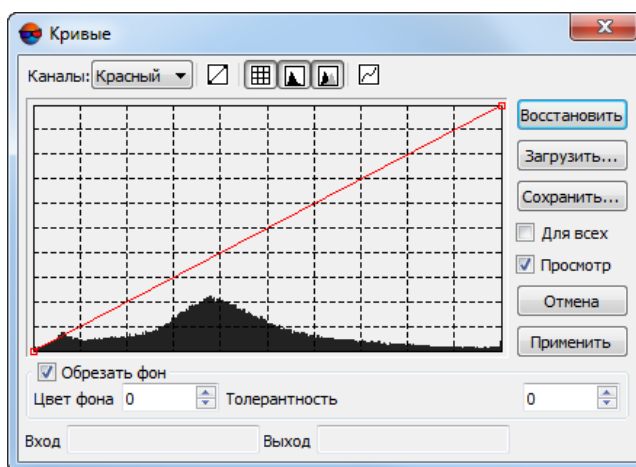 Кривые
Каналы: Красный
Восстановить
Загрузить...
Сохранить...
Для всех
Просмотр
Отмена
Применить
Обрезать фон
Цвет фона 0 Толерантность 0
Вход Выход